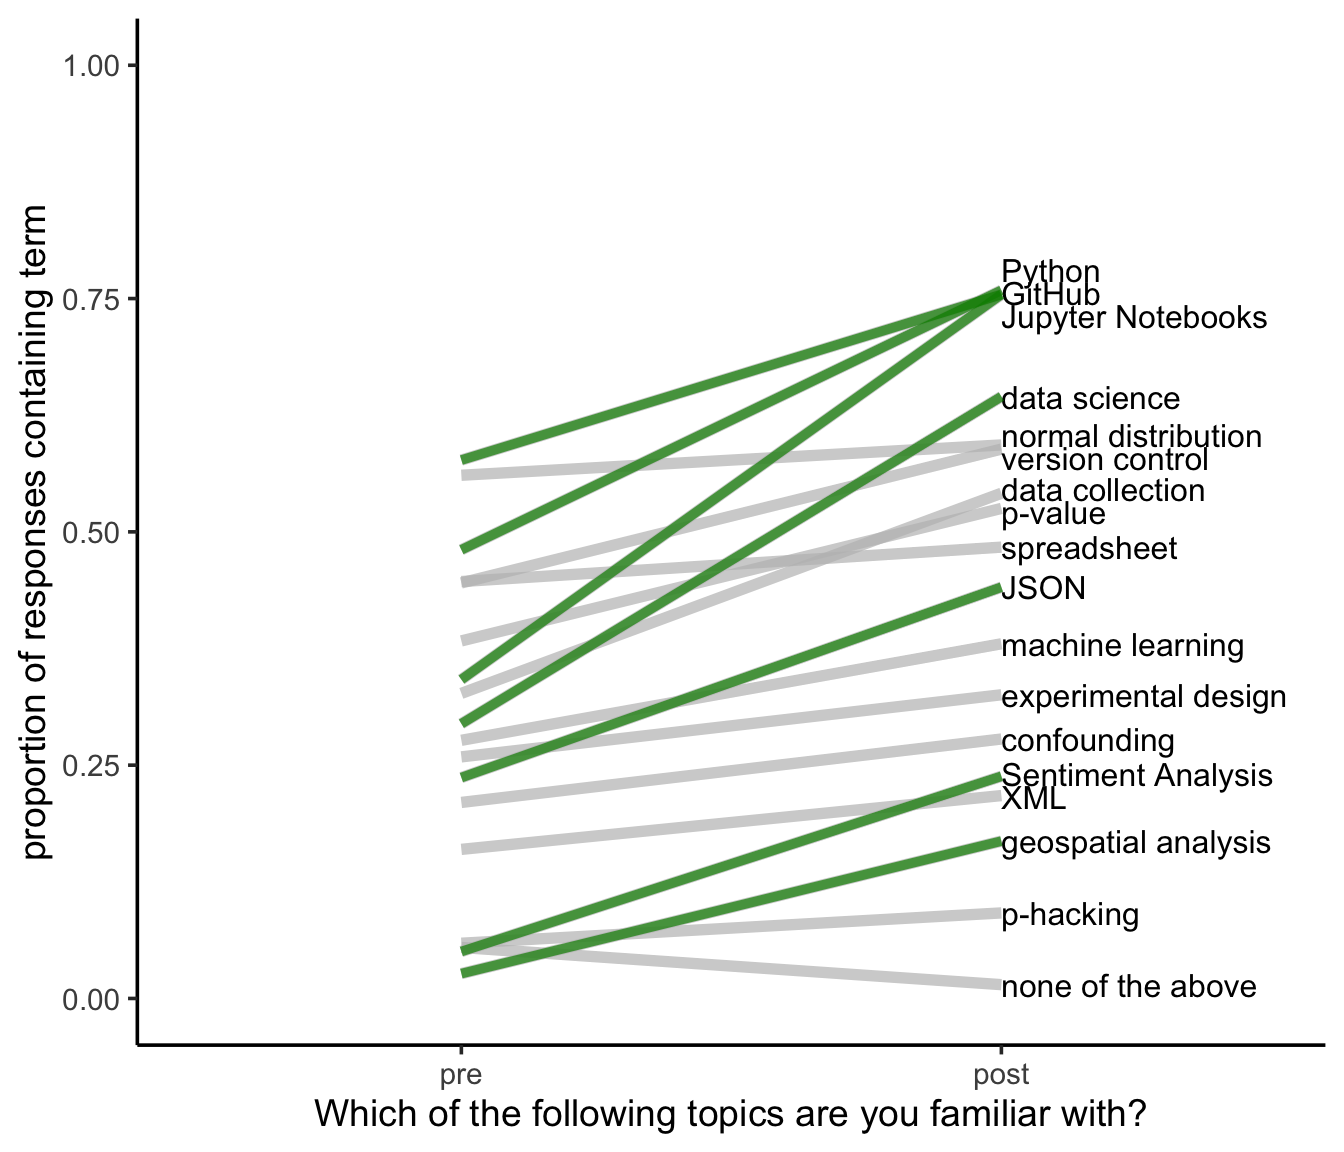 proportion of responses containing term
1.00
0.75
0.50
0.25
0.00
Python
GitHub
Jupyter Notebooks
data science
normal distribution
version control
data collection
p-value
spreadsheet
JSON
machine learning
experimental design
confounding
Sentiment Analysis
XML
geospatial analysis
p-hacking
none of the above
pre
post
Which of the following topics are you familiar with?